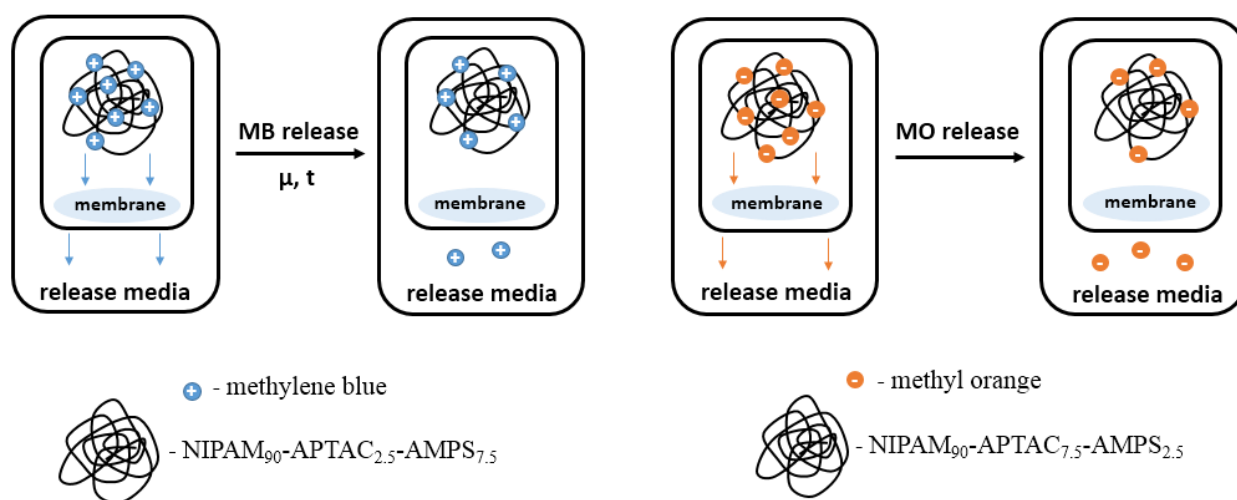 membrane
release media
MB release
μ, t
membrane
release media
membrane
release media
MO release
membrane
release media
+ - methylene blue
- NIPAM₉₀-APTAC₂.₅-AMPS₇.₅
- - methyl orange
- NIPAM₉₀-APTAC₇.₅-AMPS₂.₅